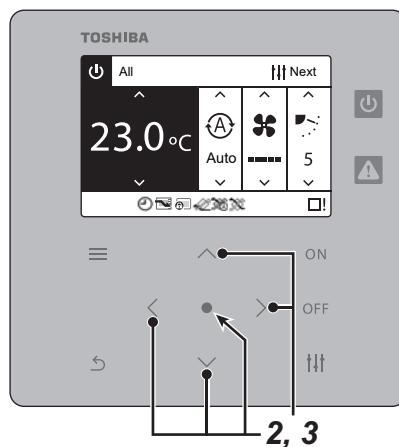 TOSHIBA
All
Next
23.0 °C
A
Auto
5
!
ON
OFF
2, 3